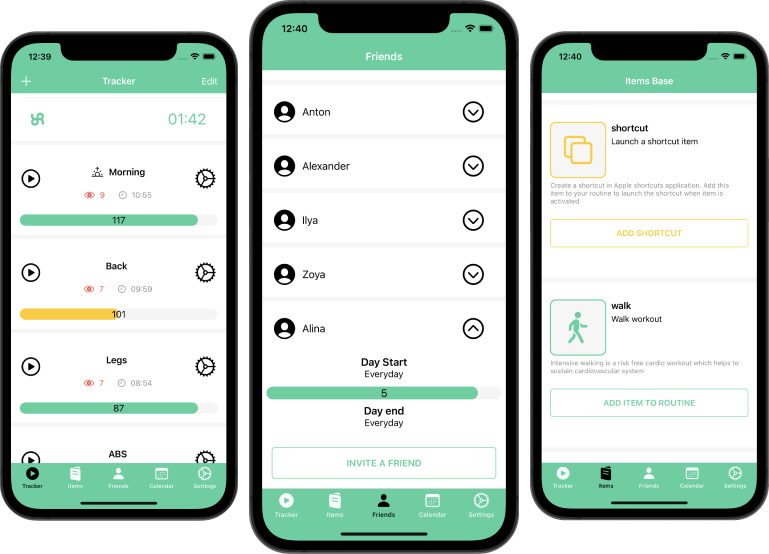 12:39
Tracker
Edit
01:42
Morning
9 10:55
117
Back
7 09:59
101
Legs
7 08:54
87
ABS
Tracker Items Friends Calendar Settings
12:40
Friends
Anton
Alexander
Ilya
Zoya
Alina
Day Start
Everyday
5
Day end
Everyday
INVITE A FRIEND
Tracker Items Friends Calendar Settings
12:40
Items Base
shortcut
Launch a shortcut item
Create a shortcut in Apple shortcuts application. Add this
item to your routine to launch the shortcut when item is
activated.
ADD SHORTCUT
walk
Walk workout
Intensive walking is a risk free cardio workout which helps to
sustain cardiovascular system
ADD ITEM TO ROUTINE
Tracker Items Friends Calendar Settings